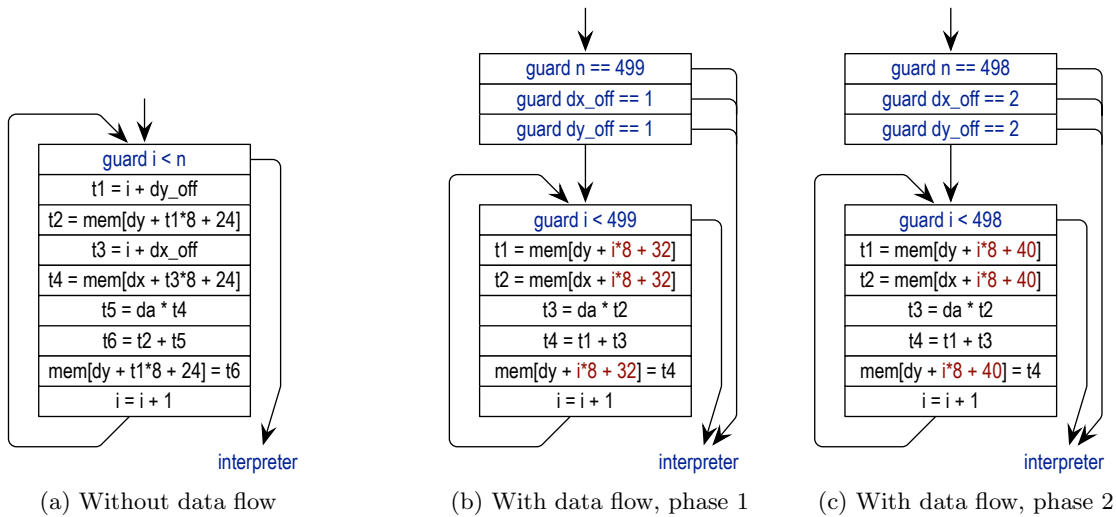 guard i < n
t1 = i + dy_off
t2 = mem[dy + t1*8 + 24]
t3 = i + dx_off
t4 = mem[dx + t3*8 + 24]
t5 = da * t4
t6 = t2 + t5
mem[dy + t1*8 + 24] = t6
i = i + 1
interpreter
(a) Without data flow
guard n == 499
guard dx_off == 1
guard dy_off == 1
guard i < 499
t1 = mem[dy + i*8 + 32]
t2 = mem[dx + i*8 + 32]
t3 = da * t2
t4 = t1 + t3
mem[dy + i*8 + 32] = t4
i = i + 1
interpreter
(b) With data flow, phase 1
guard n == 498
guard dx_off == 2
guard dy_off == 2
guard i < 498
t1 = mem[dy + i*8 + 40]
t2 = mem[dx + i*8 + 40]
t3 = da * t2
t4 = t1 + t3
mem[dy + i*8 + 40] = t4
i = i + 1
interpreter
(c) With data flow, phase 2